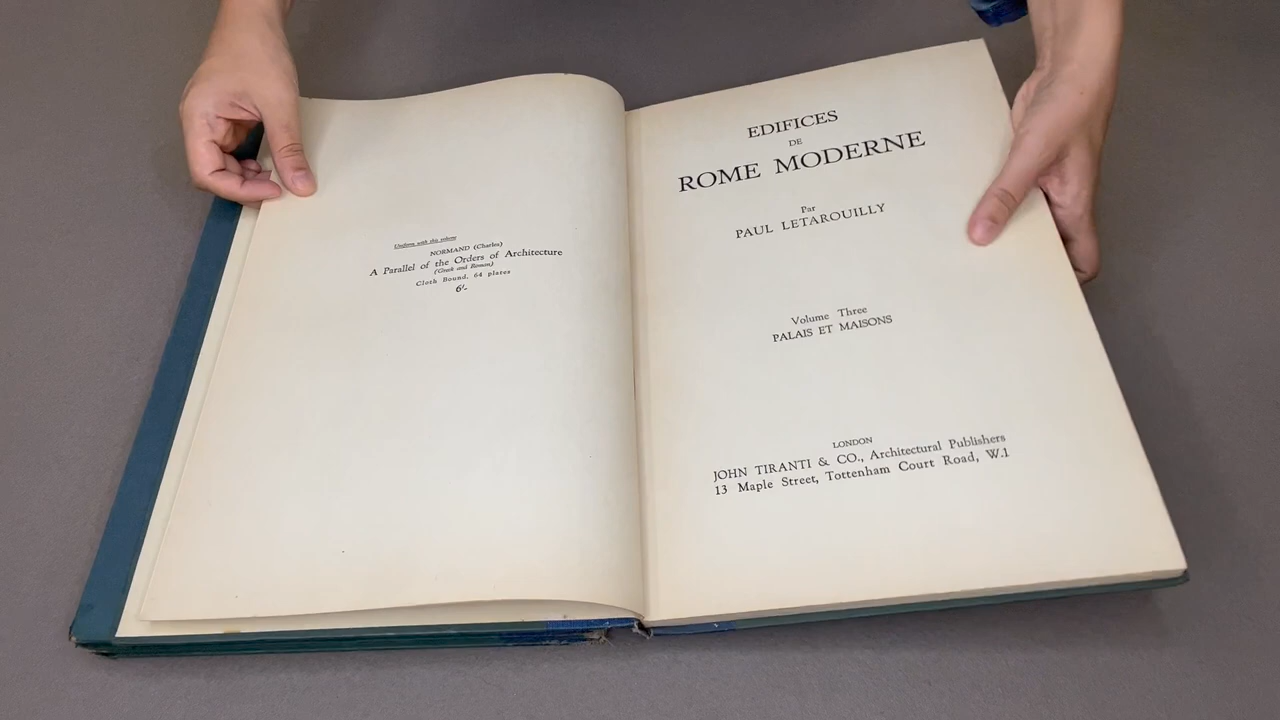 Uniform with this volume
NORMAND (Charles)
A Parallel of the Orders of Architecture
(Greek and Roman)
Cloth Bound, 64 plates
6/-
EDIFICES
DE
ROME MODERNE
Par
PAUL LETAROUILLY
Volume Three
PALAIS ET MAISONS
LONDON
JOHN TIRANTI & CO., Architectural Publishers
13 Maple Street, Tottenham Court Road, W.1